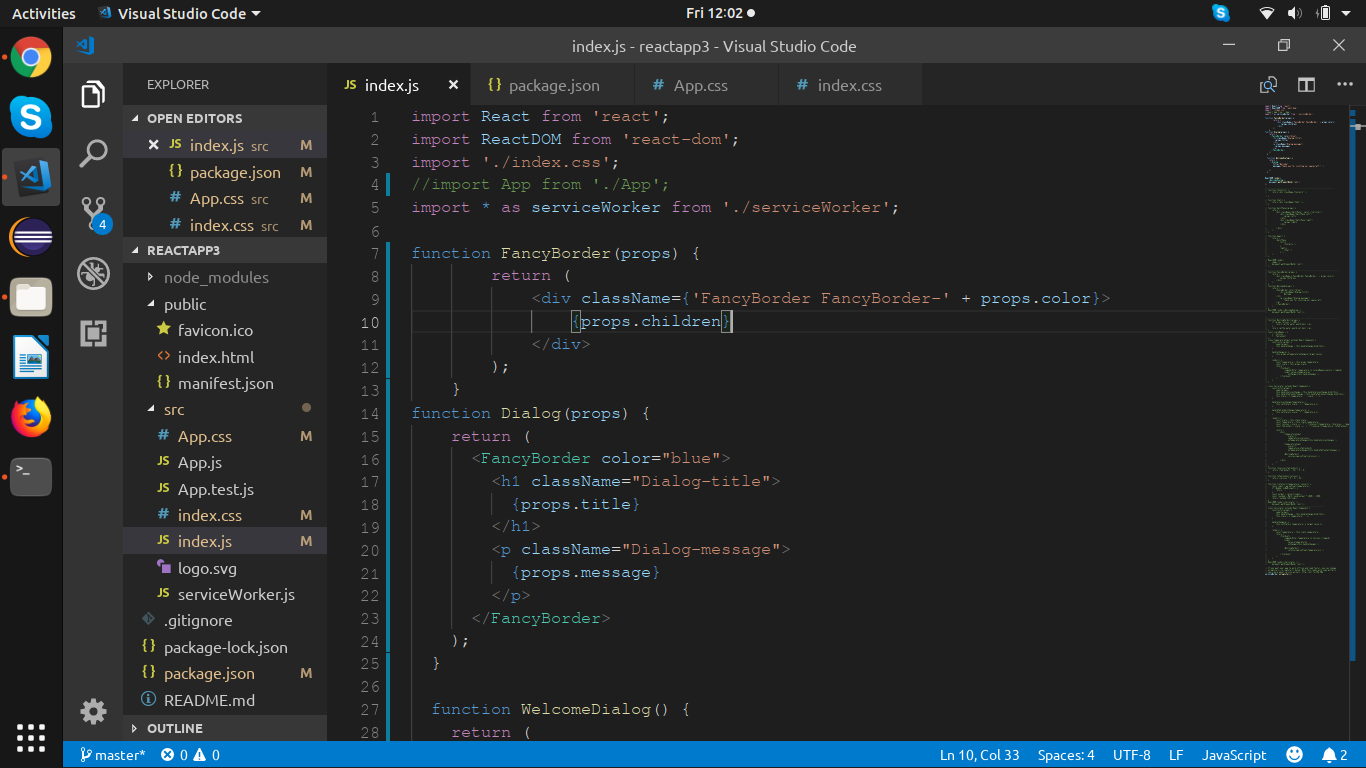 Activities Visual Studio Code Fri 12:02
index.js - reactapp3 - Visual Studio Code
EXPLORER
OPEN EDITORS
JS index.js src M
{} package.json M
# App.css src M
# index.css src M
4
REACTAPP3
node_modules
public
favicon.ico
<> index.html
{} manifest.json
src
# App.css M
JS App.js
JS App.test.js
# index.css M
JS index.js M
logo.svg
JS serviceWorker.js
.gitignore
{} package-lock.json
{} package.json M
README.md
OUTLINE
JS index.js {} package.json # App.css # index.css
1 import React from 'react';
2 import ReactDOM from 'react-dom';
3 import './index.css';
4 //import App from './App';
5 import * as serviceWorker from './serviceWorker';
6
7 function FancyBorder(props) {
8 return (
9 <div className={'FancyBorder FancyBorder-' + props.color}>
10 {props.children}
11 </div>
12 );
13 }
14 function Dialog(props) {
15 return (
16 <FancyBorder color="blue">
17 <h1 className="Dialog-title">
18 {props.title}
19 </h1>
20 <p className="Dialog-message">
21 {props.message}
22 </p>
23 </FancyBorder>
24 );
25 }
26
27 function WelcomeDialog() {
28 return (
master* 0 0 Ln 10, Col 33 Spaces: 4 UTF-8 LF JavaScript 2